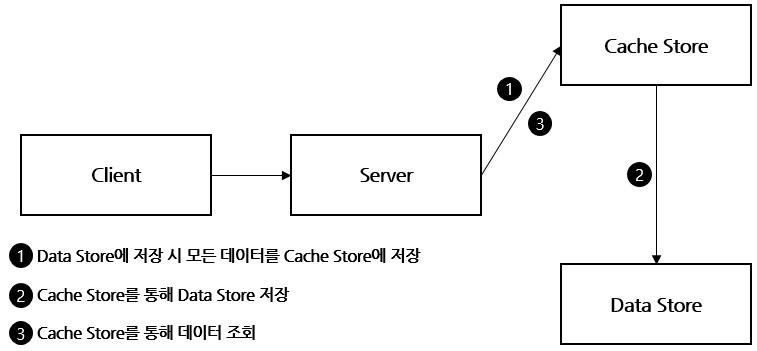 Cache Store
1
3
Client
Server
2
Data Store
1 Data Store에 저장 시 모든 데이터를 Cache Store에 저장
2 Cache Store를 통해 Data Store 저장
3 Cache Store를 통해 데이터 조회